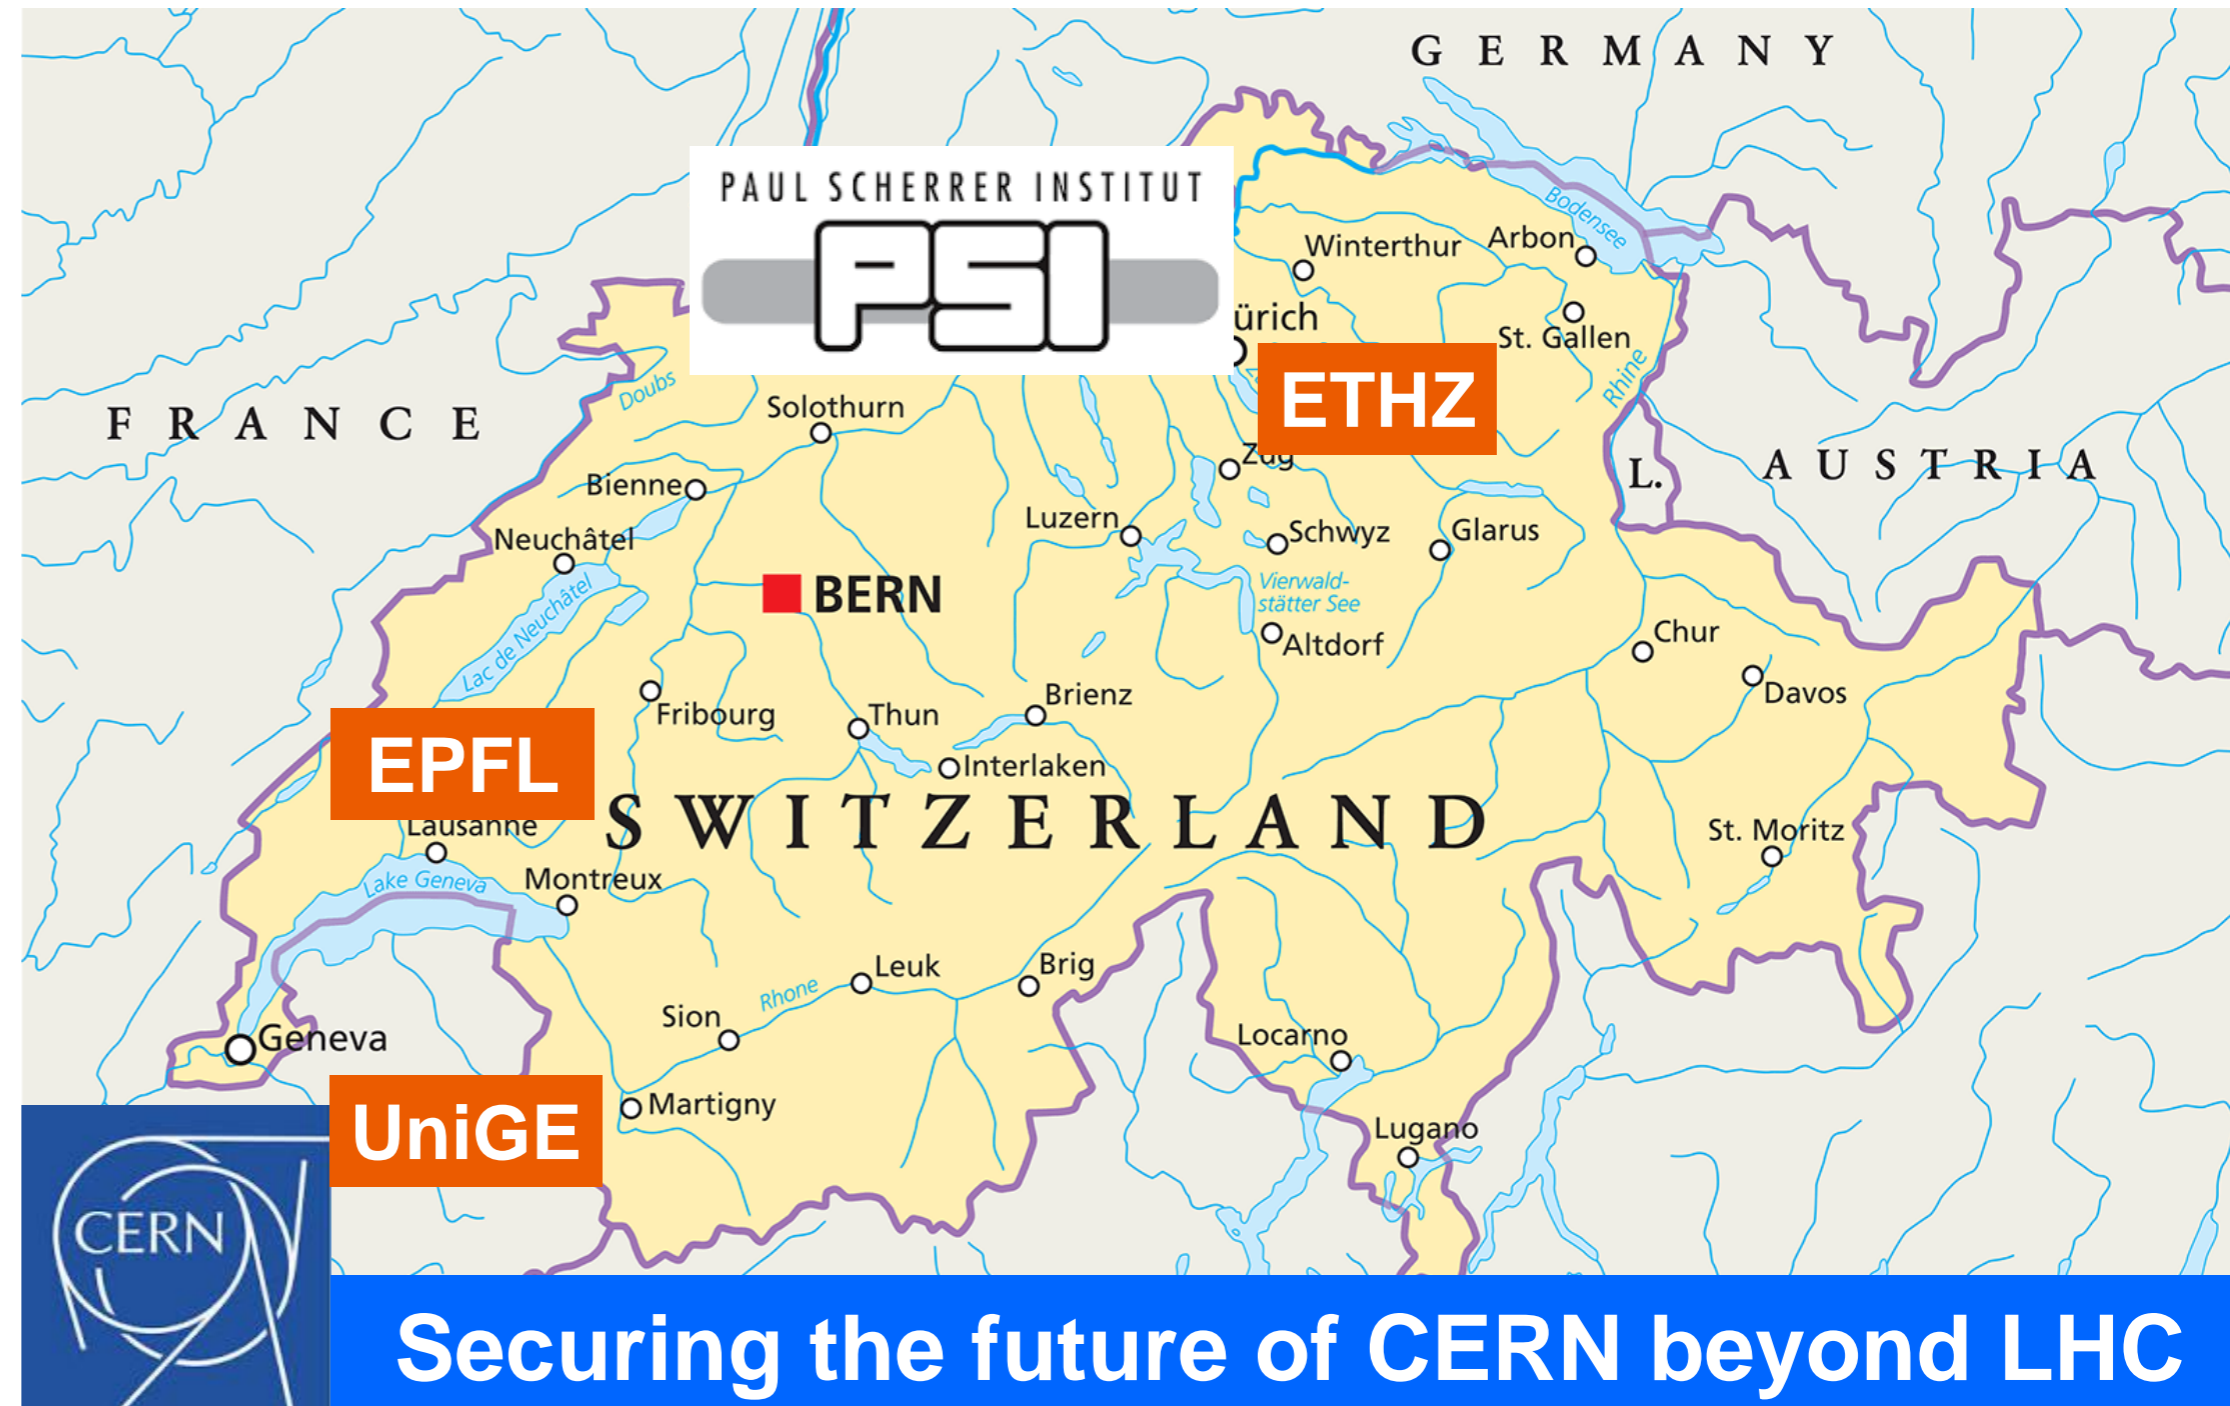 G E R M A N Y
PAUL SCHERRER INSTITUT
PSI
Bodensee
Winterthur
Arbon
ürich
St. Gallen
ETHZ
Rhine
Doubs
F R A N C E
Solothurn
Zug
L.
A U S T R I A
Bienne
Luzern
Schwyz
Glarus
Neuchâtel
Lac de Neuchâtel
BERN
Vierwald-
stätter See
Altdorf
Chur
Davos
Fribourg
Thun
Brienz
Interlaken
EPFL
Lausanne
S W I T Z E R L A N D
St. Moritz
Lake Geneva
Montreux
Leuk
Brig
Rhone
Sion
Geneva
Locarno
Martigny
Lugano
UniGE
CERN
Securing the future of CERN beyond LHC